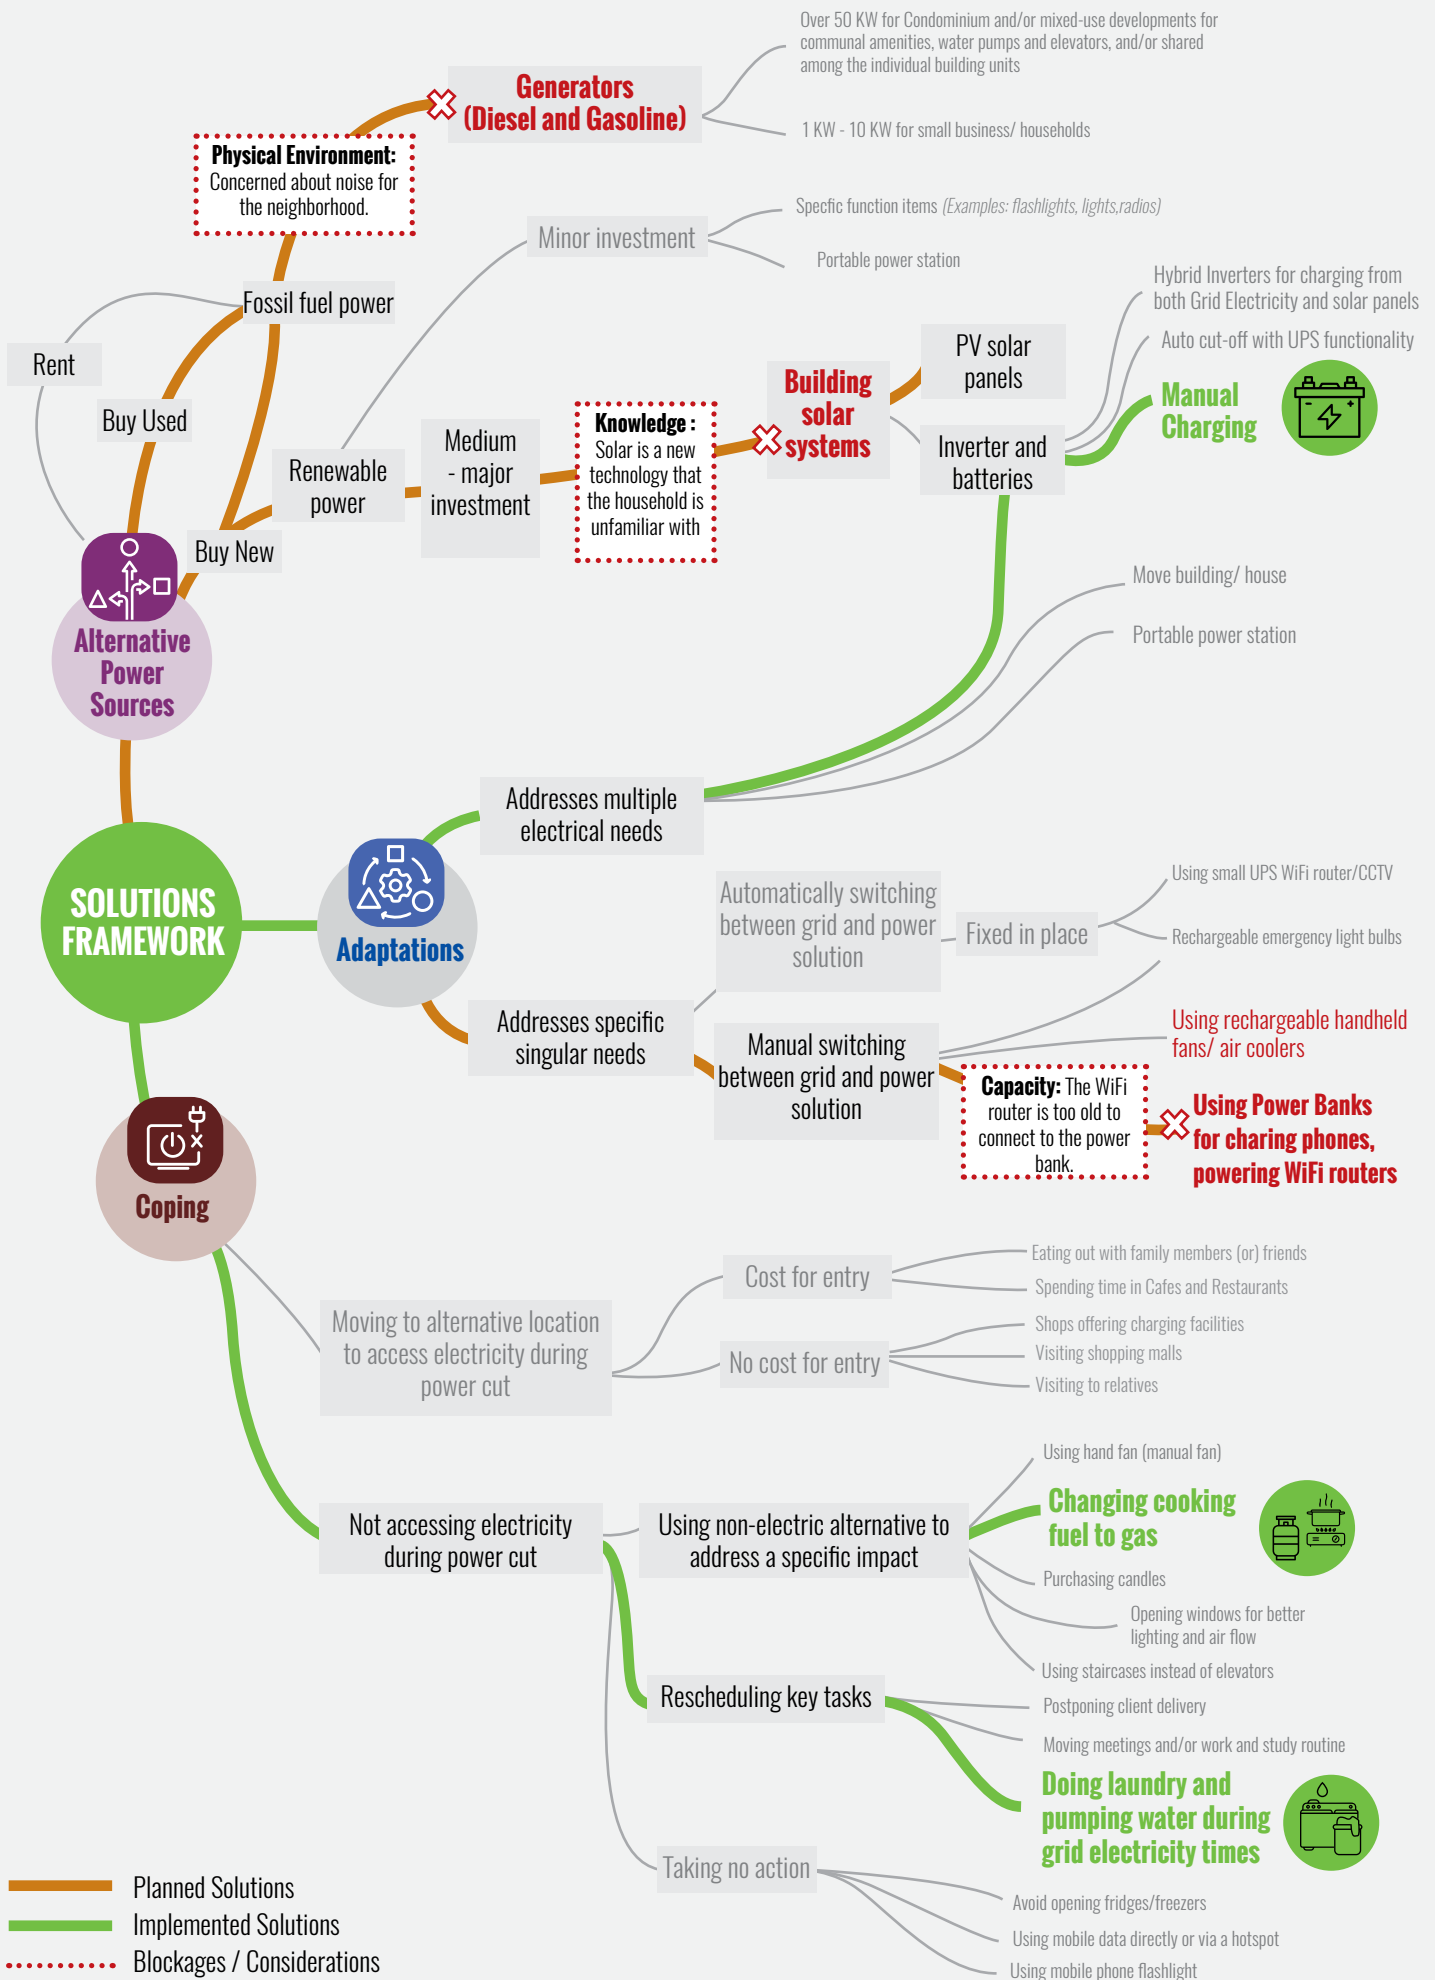 Over 50 KW for Condominium and/or mixed-use developments for
communal amenities, water pumps and elevators, and/or shared
among the individual building units
Generators
(Diesel and Gasoline)
1 KW - 10 KW for small business/ households
Physical Environment:
Concerned about noise for
the neighborhood.
Minor investment
Specfic function items (Examples: flashlights, lights,radios)
Portable power station
Fossil fuel power
Rent
Buy Used
Buy New
Renewable
power
Medium
- major
investment
Knowledge :
Solar is a new
technology that
the household is
unfamiliar with
Building
solar
systems
PV solar
panels
Inverter and
batteries
Hybrid Inverters for charging from
both Grid Electricity and solar panels
Auto cut-off with UPS functionality
Manual
Charging
Alternative
Power
Sources
Move building/ house
Portable power station
Addresses multiple
electrical needs
SOLUTIONS
FRAMEWORK
Adaptations
Automatically switching
between grid and power
solution
Fixed in place
Using small UPS WiFi router/CCTV
Rechargeable emergency light bulbs
Addresses specific
singular needs
Manual switching
between grid and power
solution
Using rechargeable handheld
fans/ air coolers
Capacity: The WiFi
router is too old to
connect to the power
bank.
Using Power Banks
for charing phones,
powering WiFi routers
Coping
Moving to alternative location
to access electricity during
power cut
Cost for entry
Eating out with family members (or) friends
Spending time in Cafes and Restaurants
No cost for entry
Shops offering charging facilities
Visiting shopping malls
Visiting to relatives
Not accessing electricity
during power cut
Using non-electric alternative to
address a specific impact
Using hand fan (manual fan)
Changing cooking
fuel to gas
Purchasing candles
Opening windows for better
lighting and air flow
Using staircases instead of elevators
Rescheduling key tasks
Postponing client delivery
Moving meetings and/or work and study routine
Doing laundry and
pumping water during
grid electricity times
Taking no action
Avoid opening fridges/freezers
Using mobile data directly or via a hotspot
Using mobile phone flashlight
Planned Solutions
Implemented Solutions
Blockages / Considerations